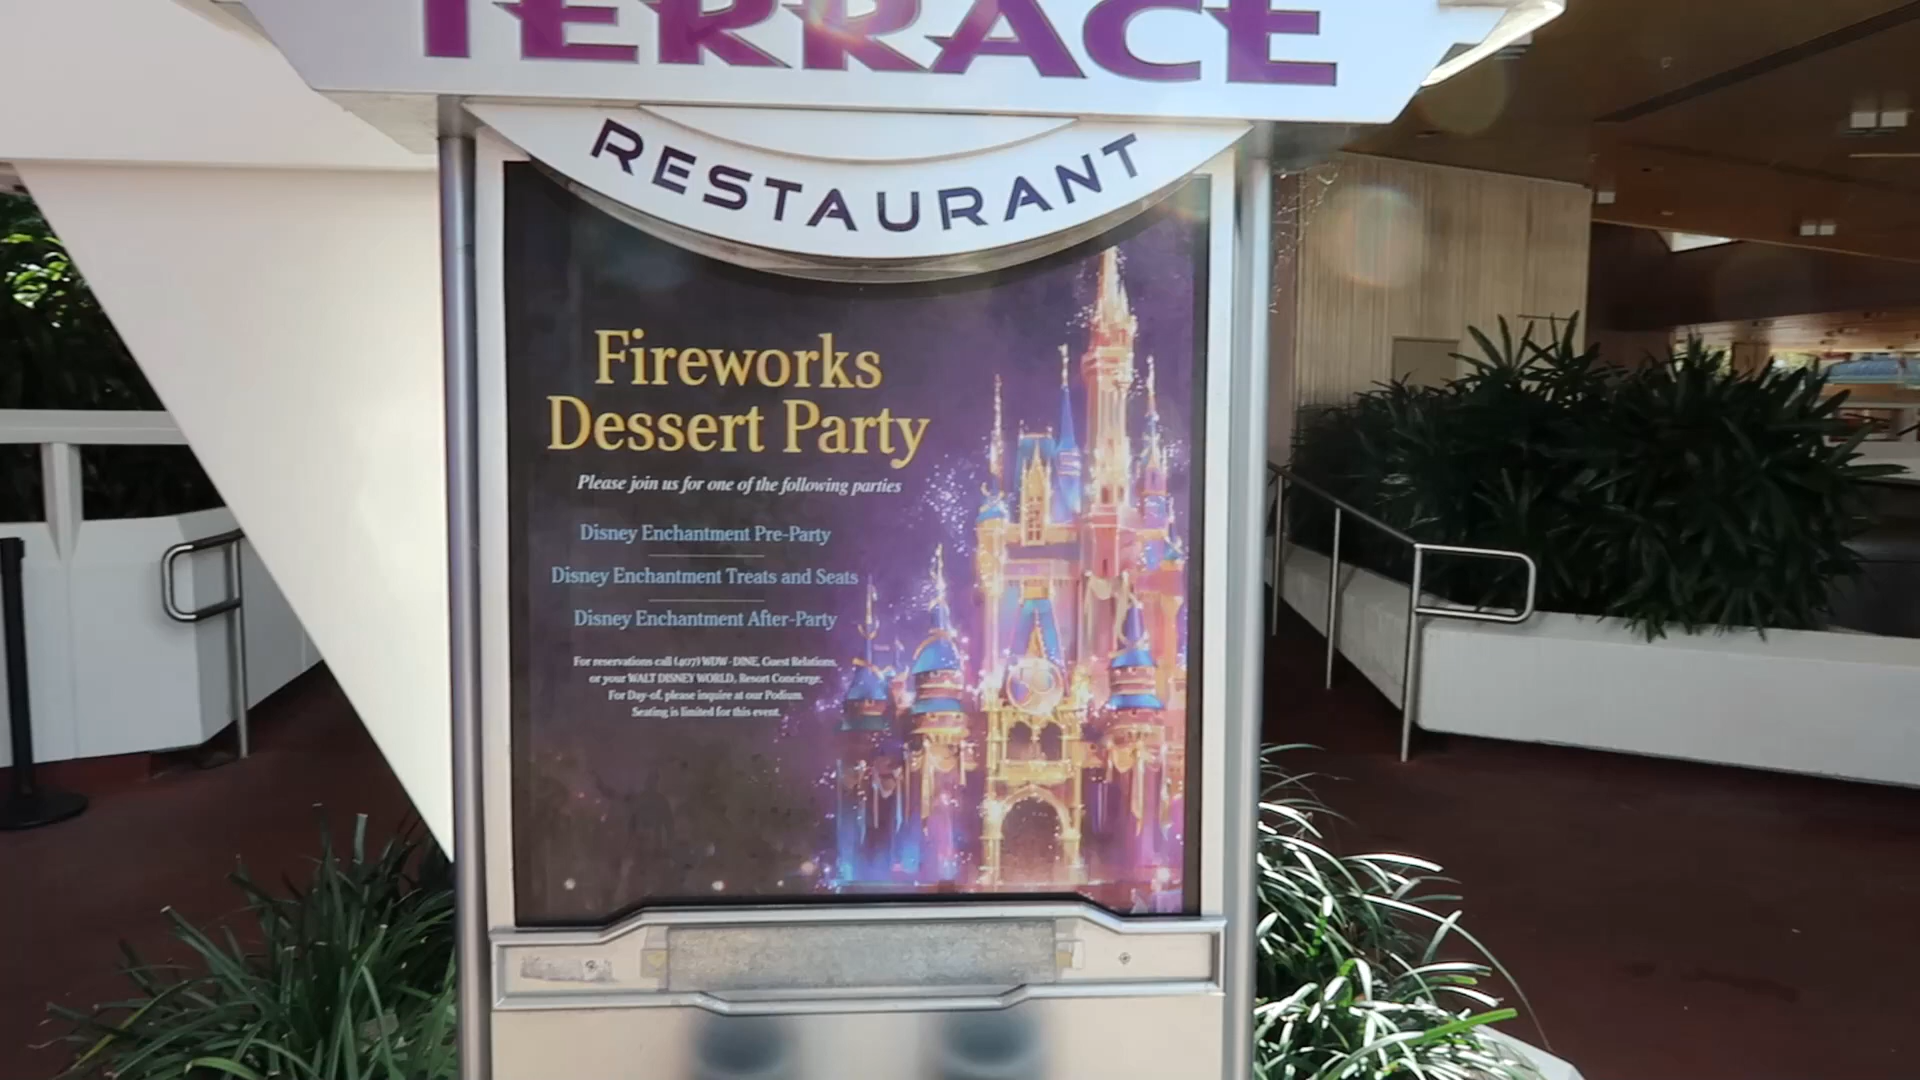 TERRACE
RESTAURANT
Fireworks
Dessert Party
Please join us for one of the following parties
Disney Enchantment Pre-Party
Disney Enchantment Treats and Seats
Disney Enchantment After-Party
For reservations call (407) WDW-DINE, Guest Relations,
or your WALT DISNEY WORLD, Resort Concierge.
For Day-of, please inquire at our Podium.
Seating is limited for this event.